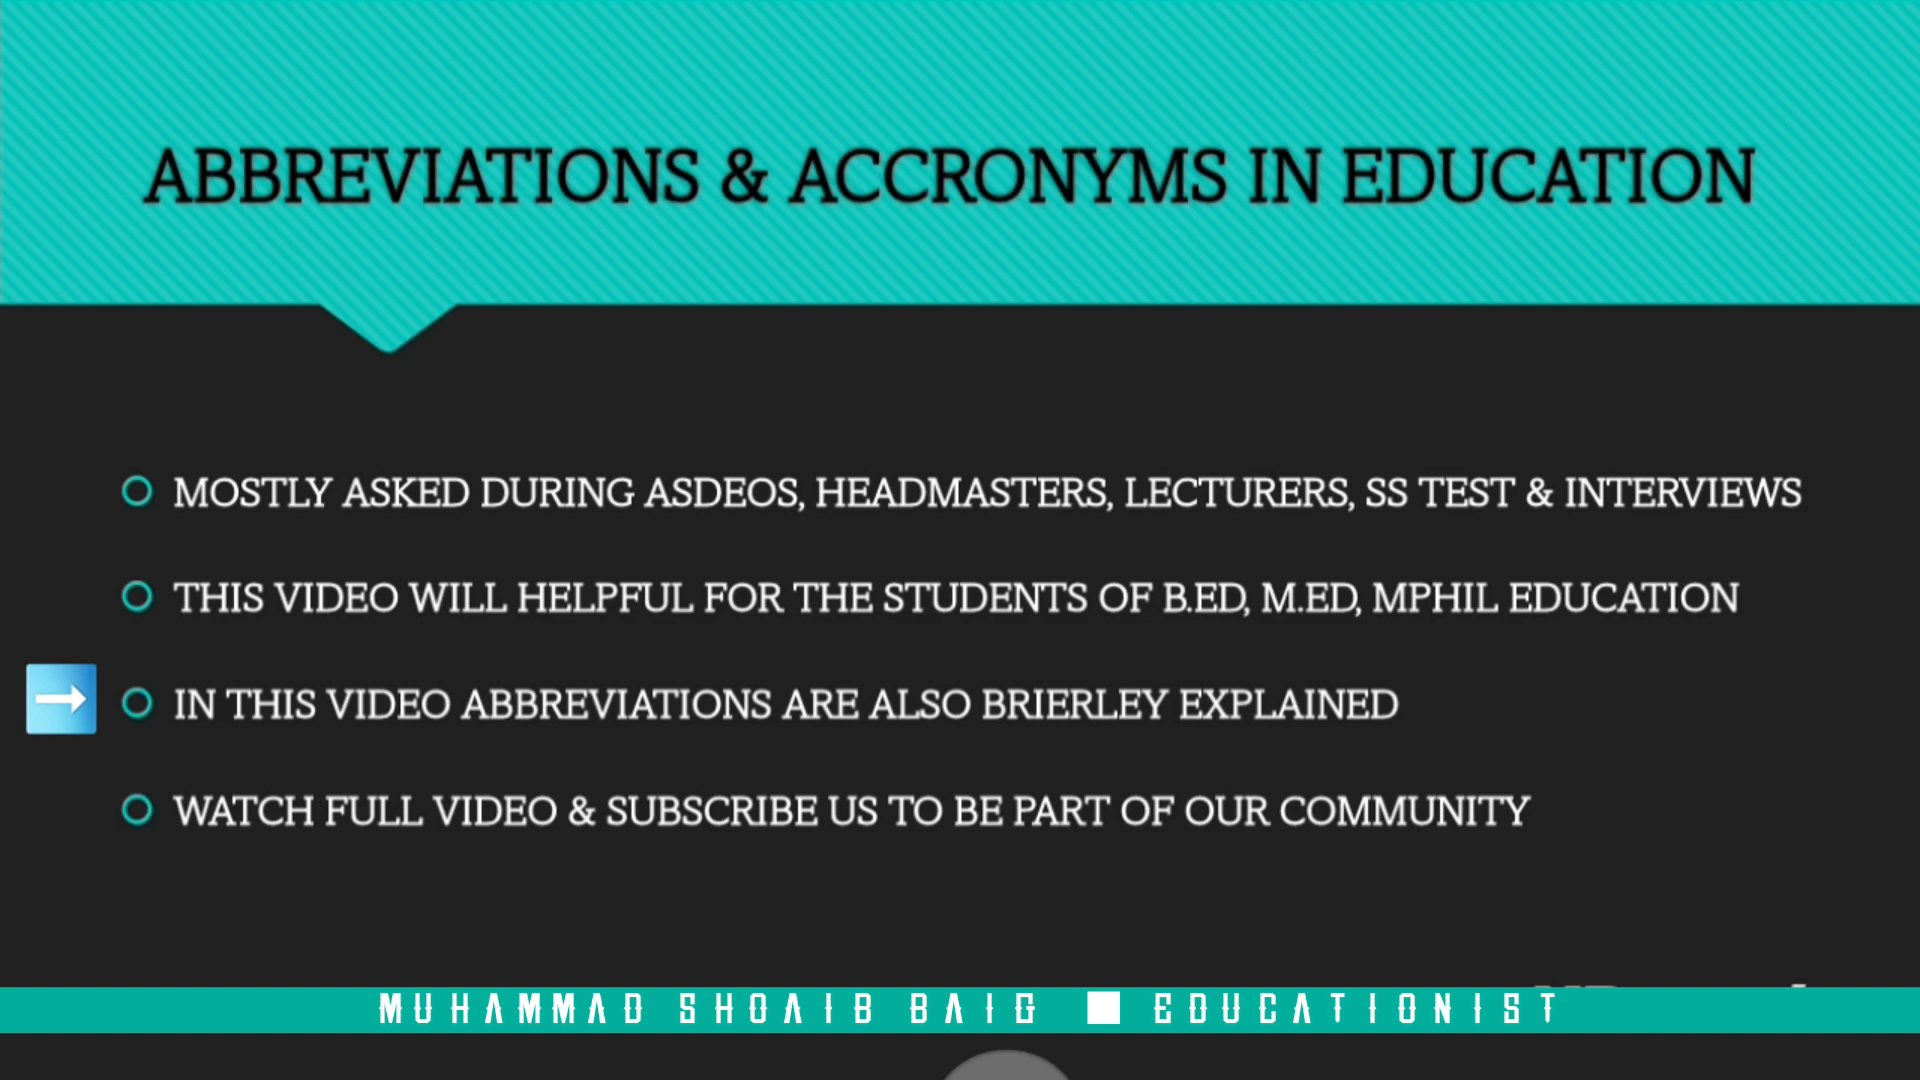 ABBREVIATIONS & ACCRONYMS IN EDUCATION
MOSTLY ASKED DURING ASDEOS, HEADMASTERS, LECTURERS, SS TEST & INTERVIEWS
THIS VIDEO WILL HELPFUL FOR THE STUDENTS OF B.ED, M.ED, MPHIL EDUCATION
IN THIS VIDEO ABBREVIATIONS ARE ALSO BRIERLEY EXPLAINED
WATCH FULL VIDEO & SUBSCRIBE US TO BE PART OF OUR COMMUNITY
MUHAMMAD SHOAIB BAIG EDUCATIONIST